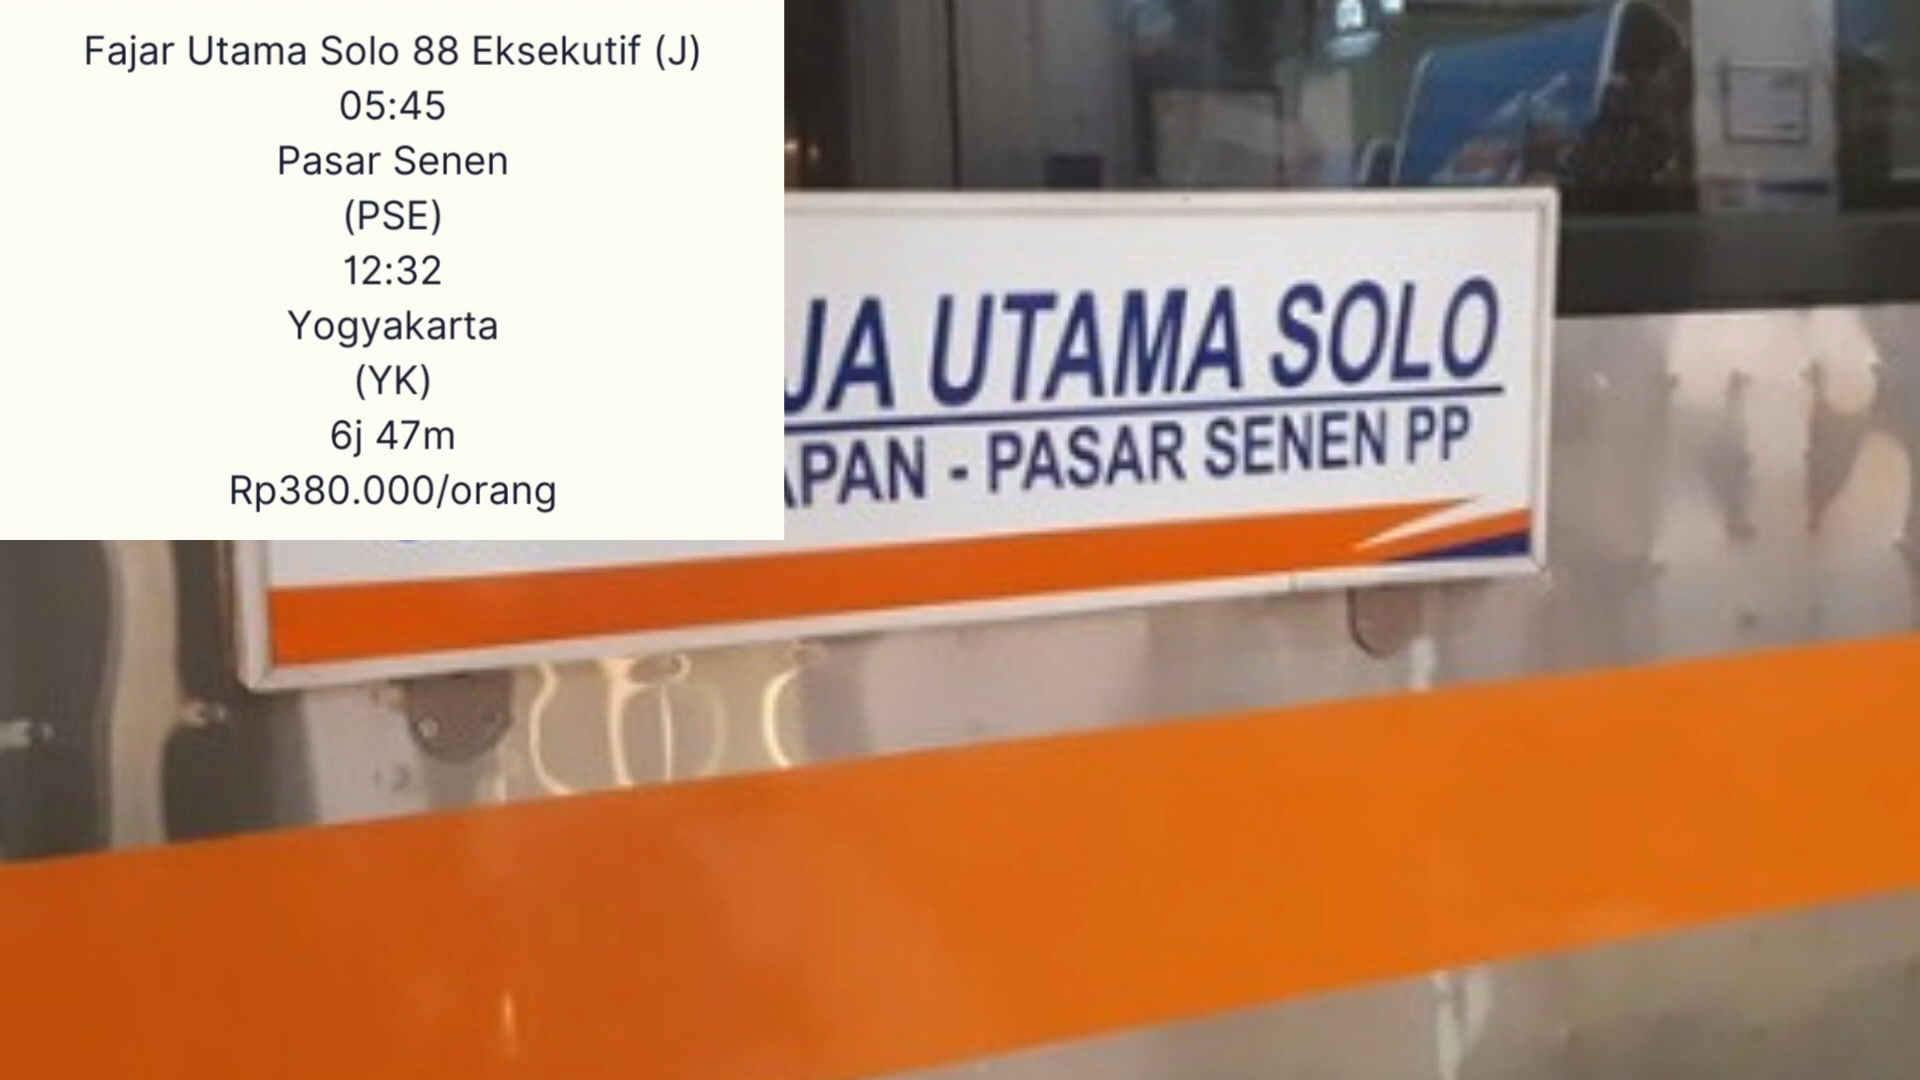 Fajar Utama Solo 88 Eksekutif (J)
05:45
Pasar Senen
(PSE)
12:32
Yogyakarta
(YK)
6j 47m
Rp380.000/orang
JA UTAMA SOLO
APAN - PASAR SENEN PP